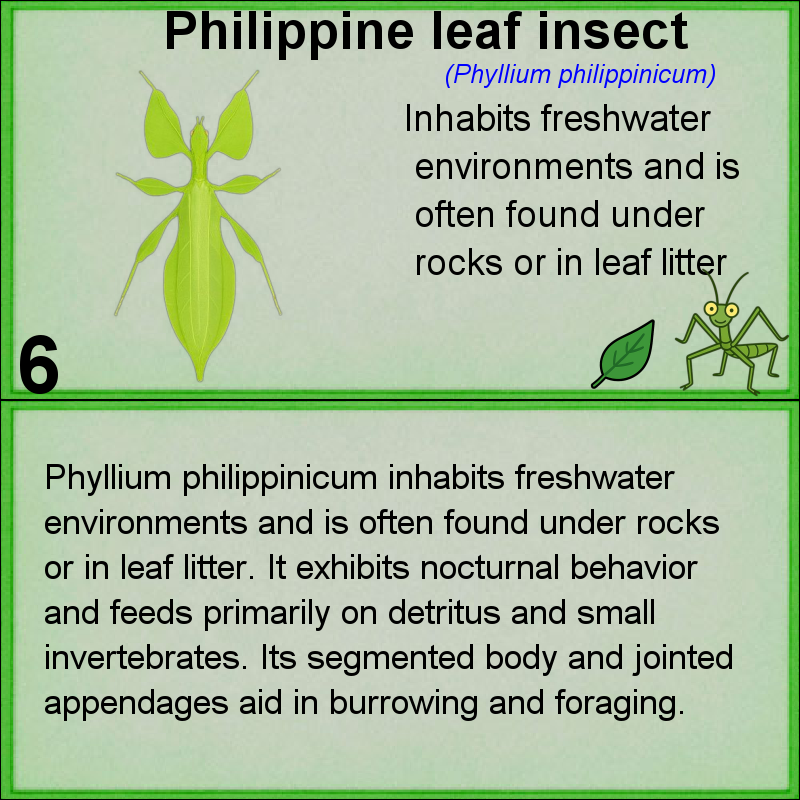 Philippine leaf insect
(Phyllium philippinicum)
Inhabits freshwater
environments and is
often found under
rocks or in leaf litter
6
Phyllium philippinicum inhabits freshwater
environments and is often found under rocks
or in leaf litter. It exhibits nocturnal behavior
and feeds primarily on detritus and small
invertebrates. Its segmented body and jointed
appendages aid in burrowing and foraging.